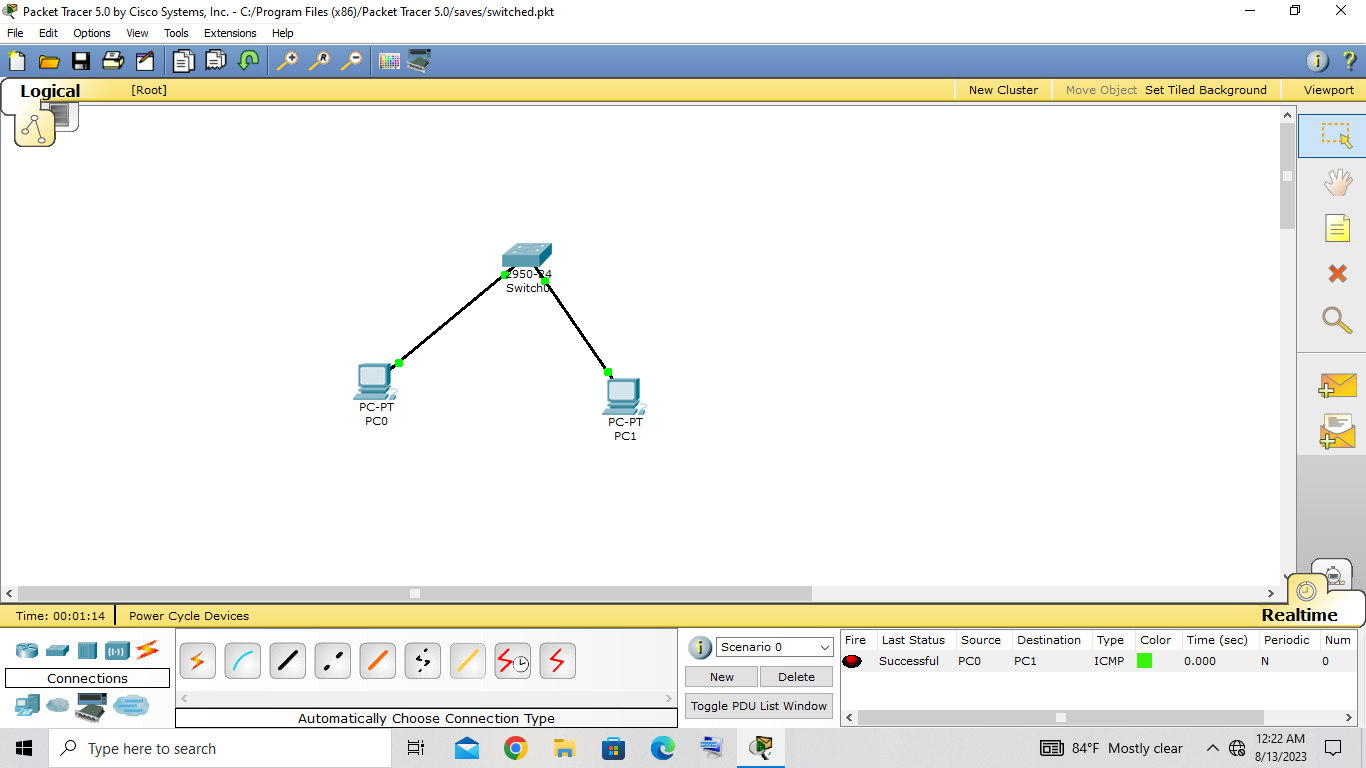 Packet Tracer 5.0 by Cisco Systems, Inc. - C:/Program Files (x86)/Packet Tracer 5.0/saves/switched.pkt
File Edit Options View Tools Extensions Help
Logical [Root] New Cluster Move Object Set Tiled Background Viewport
2950-24
Switch0
PC-PT
PC0
PC-PT
PC1
Time: 00:01:14 Power Cycle Devices Realtime
Connections
Automatically Choose Connection Type
Scenario 0
New Delete
Toggle PDU List Window
Fire Last Status Source Destination Type Color Time (sec) Periodic Num
Successful PC0 PC1 ICMP 0.000 N 0
Type here to search
84°F Mostly clear
12:22 AM
8/13/2023